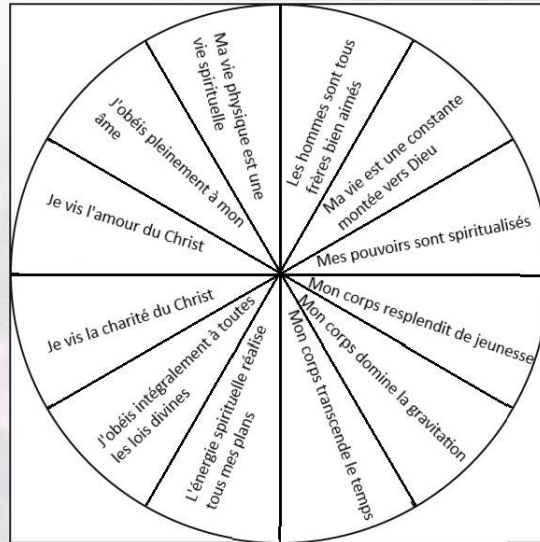 Les hommes sont tous
frères bien aimés
Ma vie est une constante
montée vers Dieu
Mes pouvoirs sont spiritualisés
Mon corps resplendit de jeunesse
Mon corps domine la gravitation
Mon corps transcende le temps
L'énergie spirituelle réalise
tous mes plans
J'obéis intégralement à toutes
les lois divines
Je vis la charité du Christ
Je vis l'amour du Christ
J'obéis pleinement à mon
âme
Ma vie physique est une
vie spirituelle